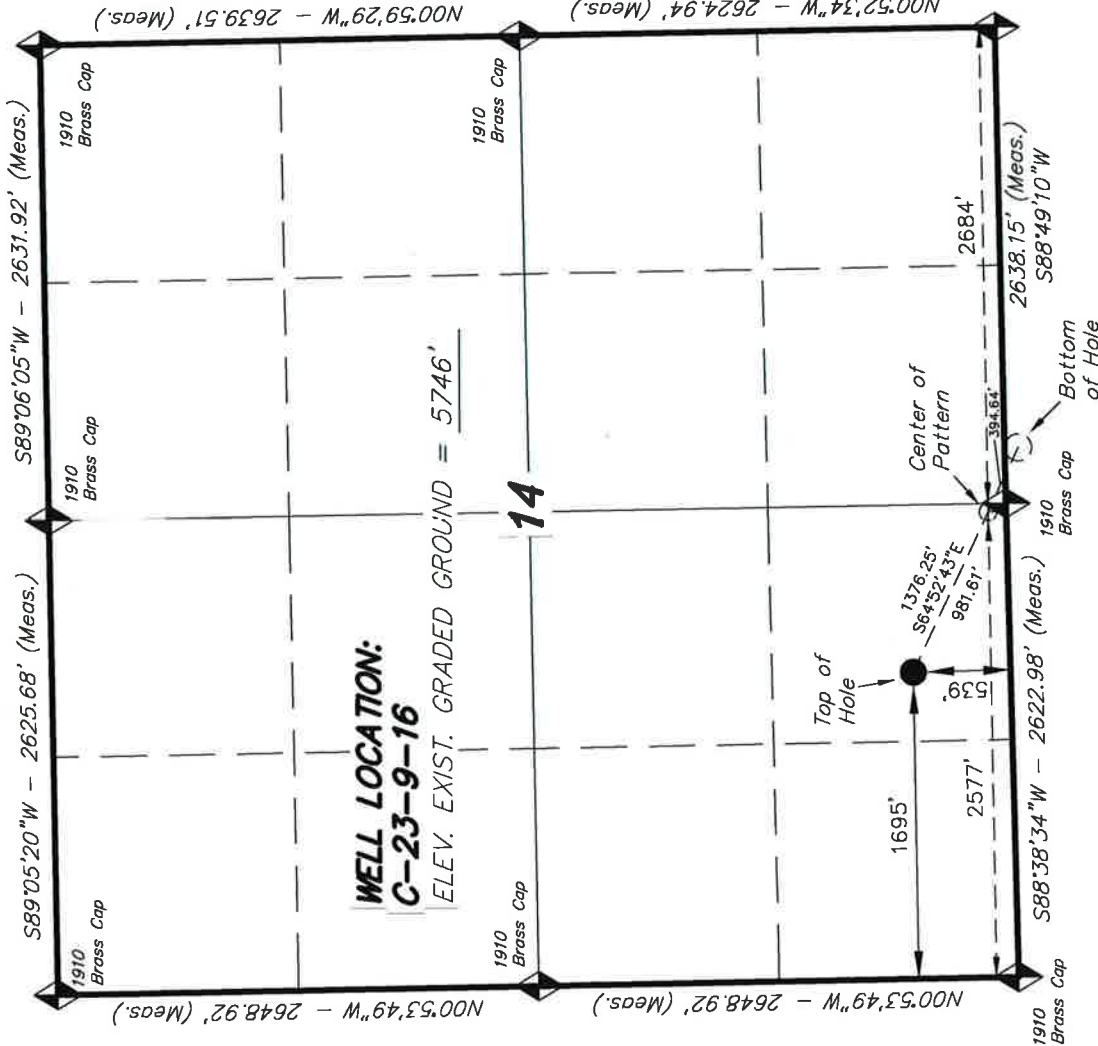 S89°05'20"W – 2625.68' (Meas.)
S89°06'05"W – 2631.92' (Meas.)
1910
Brass Cap
1910
Brass Cap
1910
Brass Cap
N00°53'49"W – 2648.92' (Meas.)
N00°59'29"W – 2639.51' (Meas.)
WELL LOCATION:
C-23-9-16
ELEV. EXIST. GRADED GROUND = 5746'
14
1910
Brass Cap
1910
Brass Cap
N00°53'49"W – 2648.92' (Meas.)
N00°52'34"W – 2624.94' (Meas.)
Top of
Hole
1376.25'
S64°52'43"E
981.61'
Center of
Pattern
1695'
539'
2577'
2684'
394.64'
Bottom
of Hole
1910
Brass Cap
S88°38'34"W – 2622.98' (Meas.)
1910
Brass Cap
2638.15' (Meas.)
S88°49'10"W